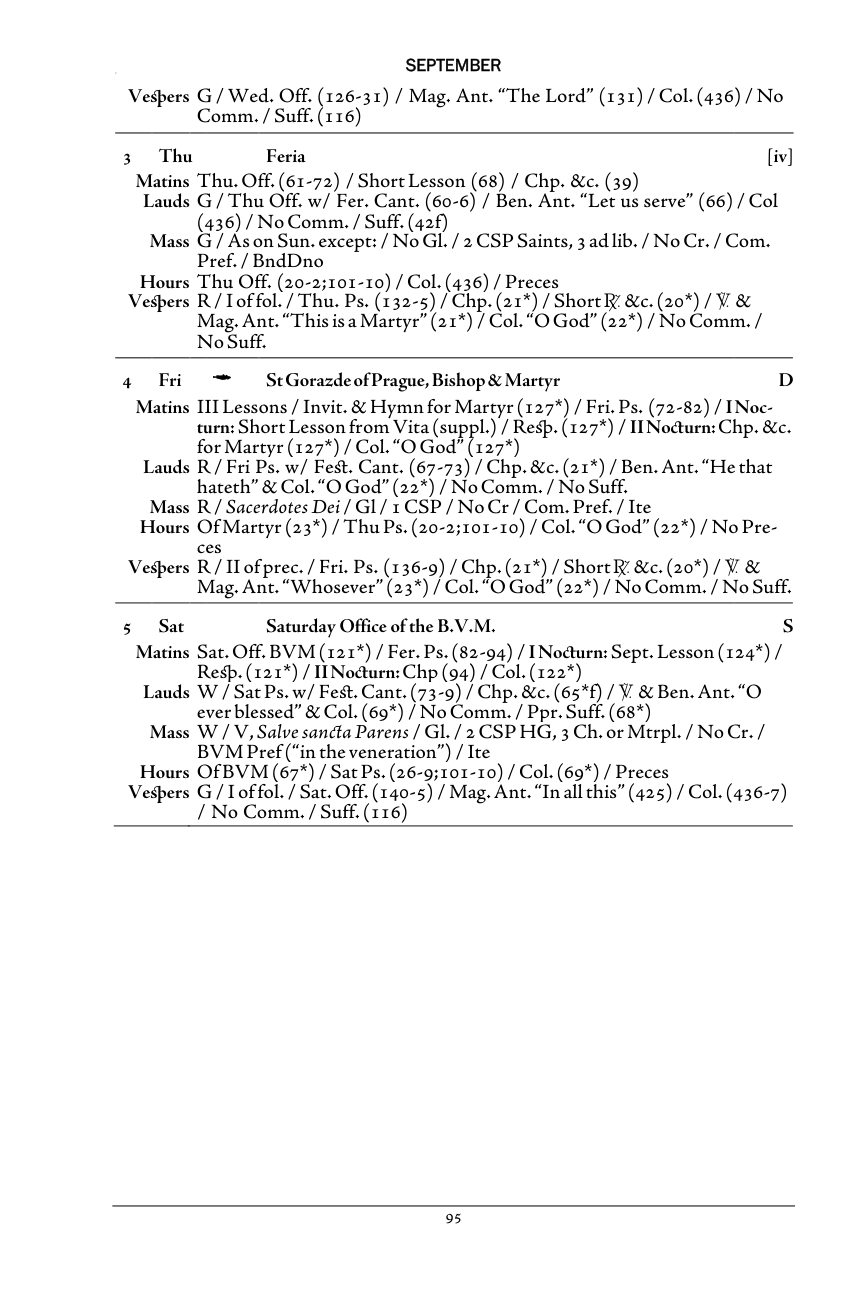 SEPTEMBER
Vespers G / Wed. Off. (126-31) / Mag. Ant. “The Lord” (131) / Col. (436) / No
Comm. / Suff. (116)
3 Thu Feria [iv]
Matins Thu. Off. (61-72) / Short Lesson (68) / Chp. &c. (39)
Lauds G / Thu Off. w/ Fer. Cant. (60-6) / Ben. Ant. “Let us serve” (66) / Col
(436) / No Comm. / Suff. (42f)
Mass G / As on Sun. except: / No Gl. / 2 CSP Saints, 3 ad lib. / No Cr. / Com.
Pref. / BndDno
Hours Thu Off. (20-2;101-10) / Col. (436) / Preces
Vespers R / I of fol. / Thu. Ps. (132-5) / Chp. (21*) / Short ℟. &c. (20*) / ℣. &
Mag. Ant. “This is a Martyr” (21*) / Col. “O God” (22*) / No Comm. /
No Suff.
4 Fri St Gorazde of Prague, Bishop & Martyr D
Matins III Lessons / Invit. & Hymn for Martyr (127*) / Fri. Ps. (72-82) / I Noc-
turn: Short Lesson from Vita (suppl.) / Resp. (127*) / II Nocturn: Chp. &c.
for Martyr (127*) / Col. “O God” (127*)
Lauds R / Fri Ps. w/ Fest. Cant. (67-73) / Chp. &c. (21*) / Ben. Ant. “He that
hateth” & Col. “O God” (22*) / No Comm. / No Suff.
Mass R / Sacerdotes Dei / Gl / 1 CSP / No Cr / Com. Pref. / Ite
Hours Of Martyr (23*) / Thu Ps. (20-2;101-10) / Col. “O God” (22*) / No Pre-
ces
Vespers R / II of prec. / Fri. Ps. (136-9) / Chp. (21*) / Short ℟. &c. (20*) / ℣. &
Mag. Ant. “Whosever” (23*) / Col. “O God” (22*) / No Comm. / No Suff.
5 Sat Saturday Office of the B.V.M. S
Matins Sat. Off. BVM (121*) / Fer. Ps. (82-94) / I Nocturn: Sept. Lesson (124*) /
Resp. (121*) / II Nocturn: Chp (94) / Col. (122*)
Lauds W / Sat Ps. w/ Fest. Cant. (73-9) / Chp. &c. (65*f) / ℣. & Ben. Ant. “O
ever blessed” & Col. (69*) / No Comm. / Ppr. Suff. (68*)
Mass W / V, Salve sancta Parens / Gl. / 2 CSP HG, 3 Ch. or Mtrpl. / No Cr. /
BVM Pref (“in the veneration”) / Ite
Hours Of BVM (67*) / Sat Ps. (26-9;101-10) / Col. (69*) / Preces
Vespers G / I of fol. / Sat. Off. (140-5) / Mag. Ant. “In all this” (425) / Col. (436-7)
/ No Comm. / Suff. (116)
95